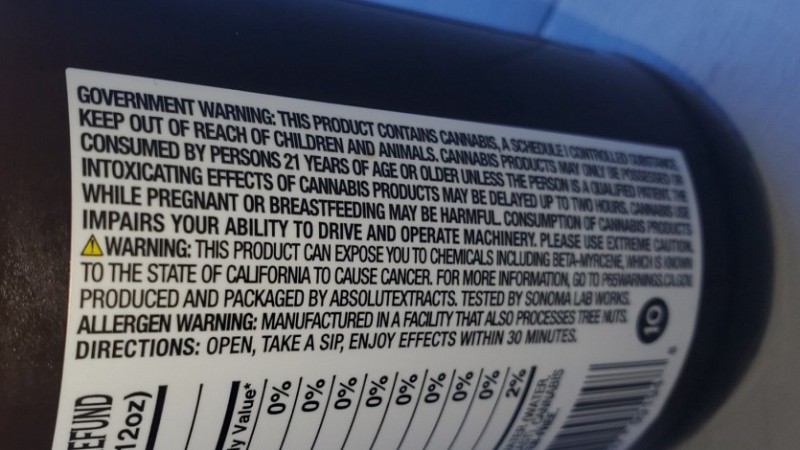 GOVERNMENT WARNING: THIS PRODUCT CONTAINS CANNABIS, A SCHEDULE I CONTROLLED SUBSTANCE.
KEEP OUT OF REACH OF CHILDREN AND ANIMALS. CANNABIS PRODUCTS MAY ONLY BE POSSESSED OR
CONSUMED BY PERSONS 21 YEARS OF AGE OR OLDER UNLESS THE PERSON IS A QUALIFIED PATIENT. THE
INTOXICATING EFFECTS OF CANNABIS PRODUCTS MAY BE DELAYED UP TO TWO HOURS. CANNABIS USE
WHILE PREGNANT OR BREASTFEEDING MAY BE HARMFUL. CONSUMPTION OF CANNABIS PRODUCTS
IMPAIRS YOUR ABILITY TO DRIVE AND OPERATE MACHINERY. PLEASE USE EXTREME CAUTION.
WARNING: THIS PRODUCT CAN EXPOSE YOU TO CHEMICALS INCLUDING BETA-MYRCENE, WHICH IS KNOWN
TO THE STATE OF CALIFORNIA TO CAUSE CANCER. FOR MORE INFORMATION, GO TO P65WARNINGS.CA.GOV.
PRODUCED AND PACKAGED BY ABSOLUTEXTRACTS. TESTED BY SONOMA LAB WORKS.
ALLERGEN WARNING: MANUFACTURED IN A FACILITY THAT ALSO PROCESSES TREE NUTS.
DIRECTIONS: OPEN, TAKE A SIP, ENJOY EFFECTS WITHIN 30 MINUTES.
10
EFUND
12oz)
y Value*
0%
0%
0%
0%
0%
0%
0%
0%
2%
WATER,
CANNABIS